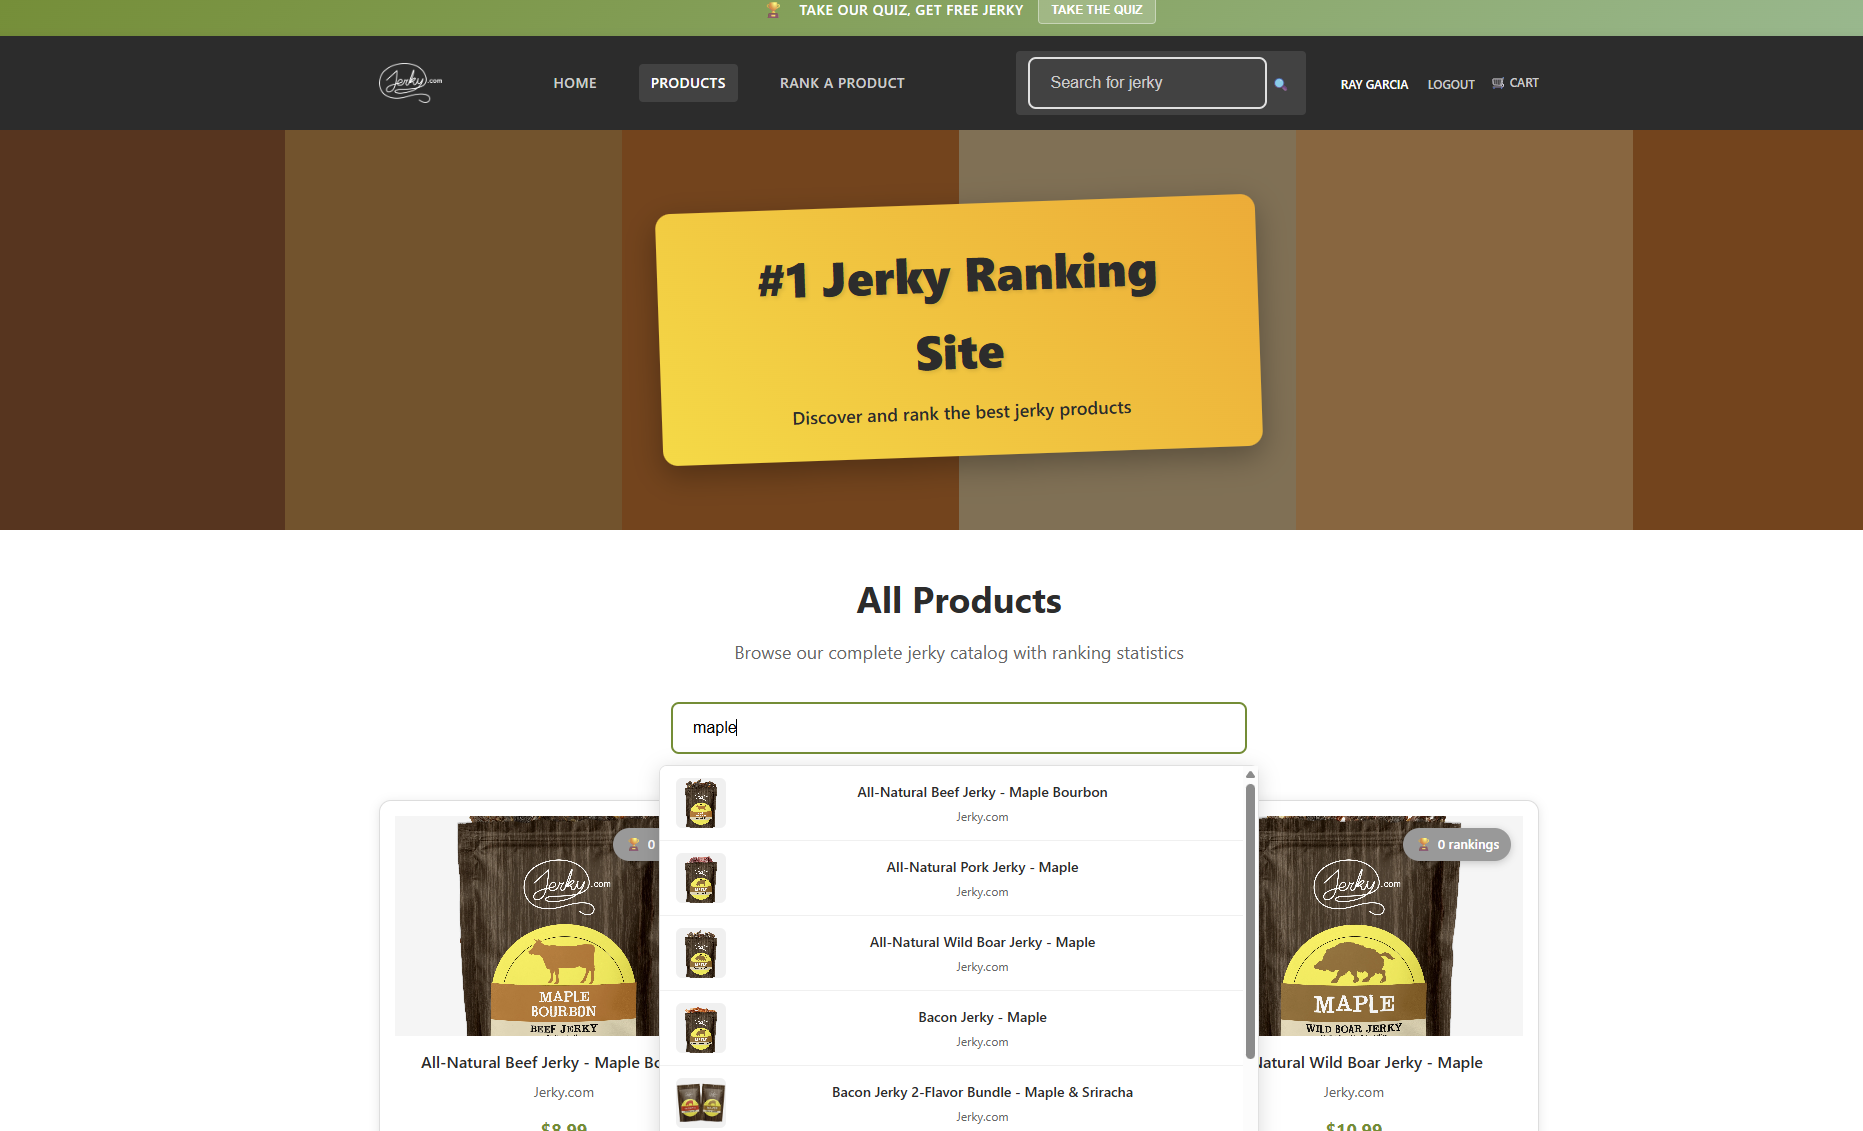 TAKE OUR QUIZ, GET FREE JERKY TAKE THE QUIZ
Jerky.com HOME PRODUCTS RANK A PRODUCT Search for jerky RAY GARCIA LOGOUT CART
#1 Jerky Ranking
Site
Discover and rank the best jerky products
All Products
Browse our complete jerky catalog with ranking statistics
maple
All-Natural Beef Jerky - Maple Bourbon
Jerky.com
All-Natural Pork Jerky - Maple
Jerky.com
All-Natural Wild Boar Jerky - Maple
Jerky.com
Bacon Jerky - Maple
Jerky.com
Bacon Jerky 2-Flavor Bundle - Maple & Sriracha
Jerky.com
0
Jerky.com
MAPLE
BOURBON
BEEF JERKY
All-Natural Beef Jerky - Maple Bo
Jerky.com
$8.99
0 rankings
Jerky.com
MAPLE
WILD BOAR JERKY
Natural Wild Boar Jerky - Maple
Jerky.com
$10.99